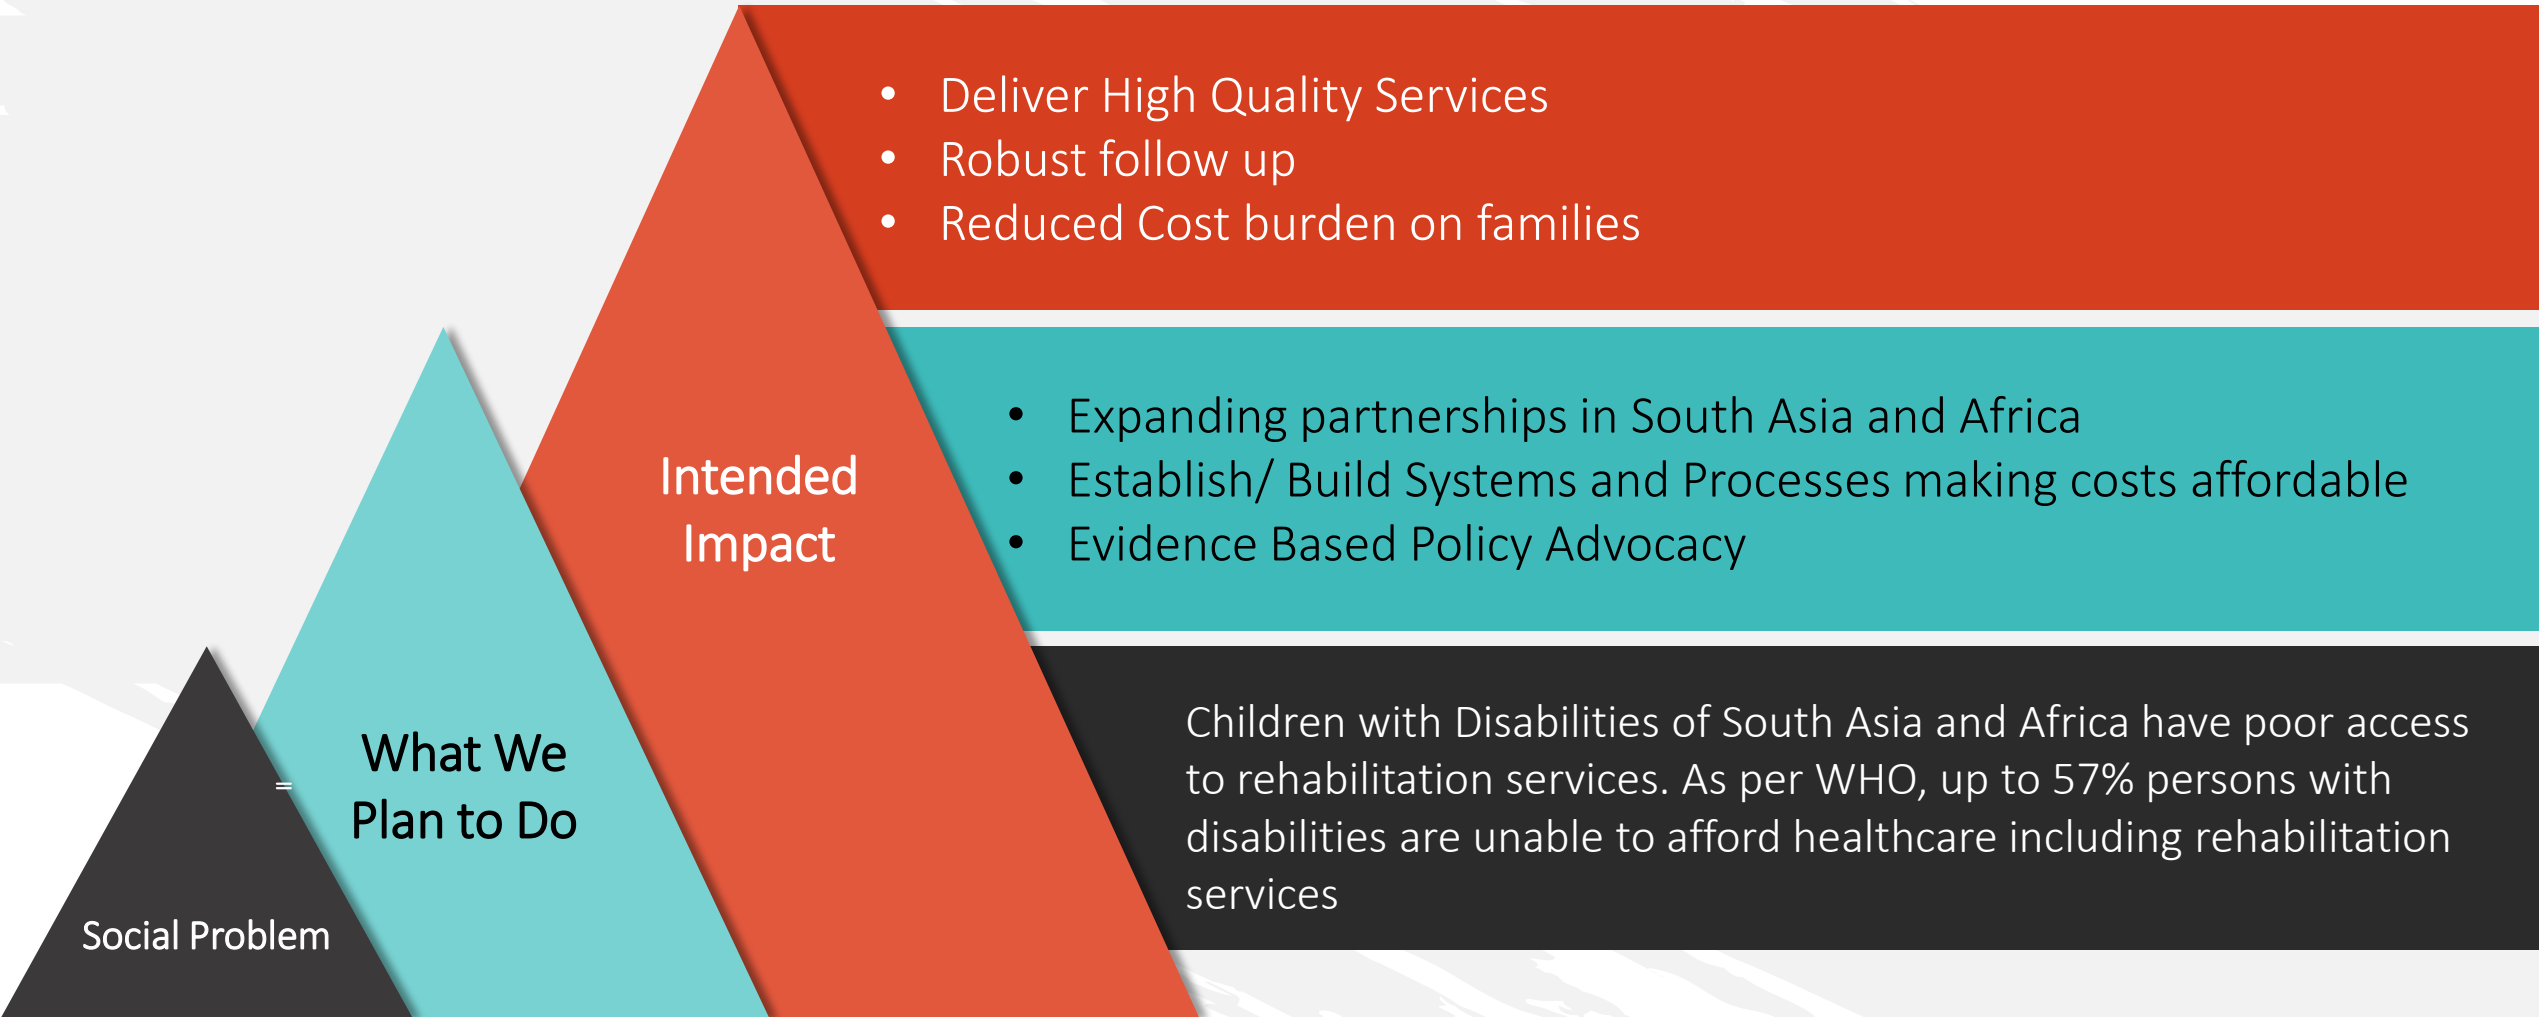 • Deliver High Quality Services
• Robust follow up
• Reduced Cost burden on families
Intended
Impact
• Expanding partnerships in South Asia and Africa
• Establish/ Build Systems and Processes making costs affordable
• Evidence Based Policy Advocacy
What We
Plan to Do
=
Social Problem
Children with Disabilities of South Asia and Africa have poor access
to rehabilitation services. As per WHO, up to 57% persons with
disabilities are unable to afford healthcare including rehabilitation
services